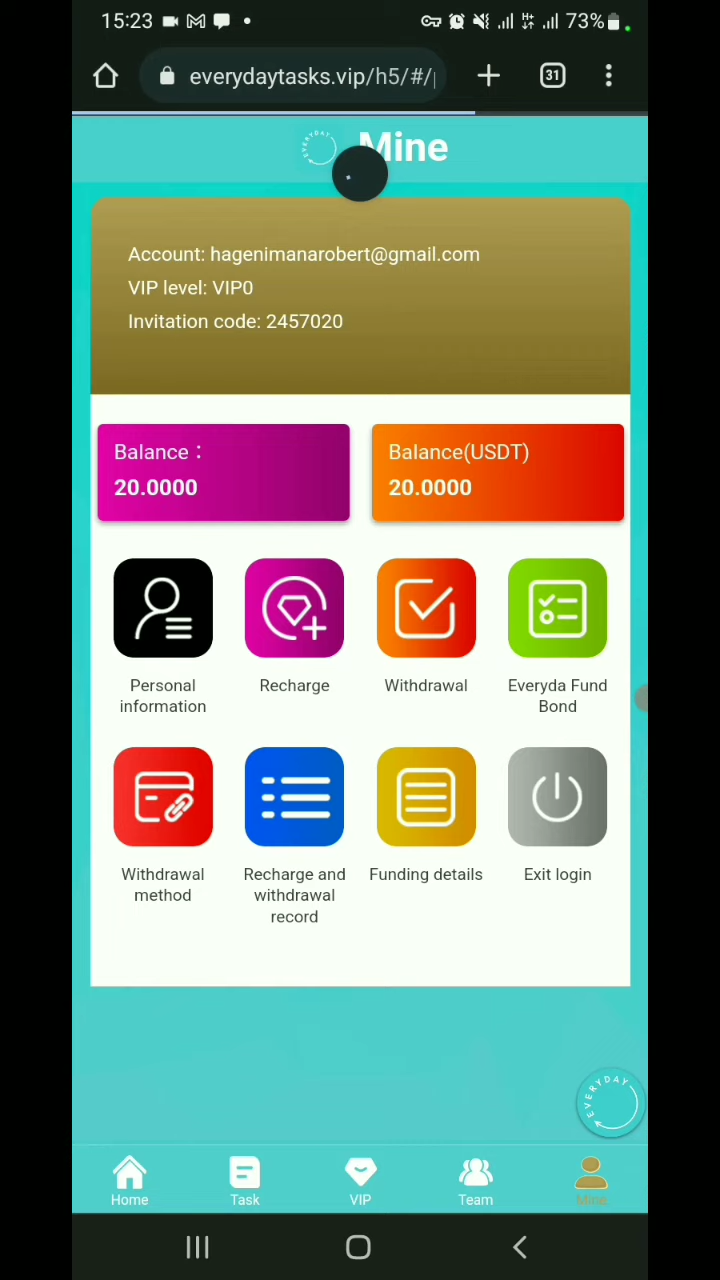 15:23
73%
everydaytasks.vip/h5/#/
31
EVERYDAY
Mine
Account: hagenimanarobert@gmail.com
VIP level: VIP0
Invitation code: 2457020
Balance：
20.0000
Balance(USDT)
20.0000
Personal
information
Recharge
Withdrawal
Everyda Fund
Bond
Withdrawal
method
Recharge and
withdrawal
record
Funding details
Exit login
EVERYDAY
Home
Task
VIP
Team
Mine